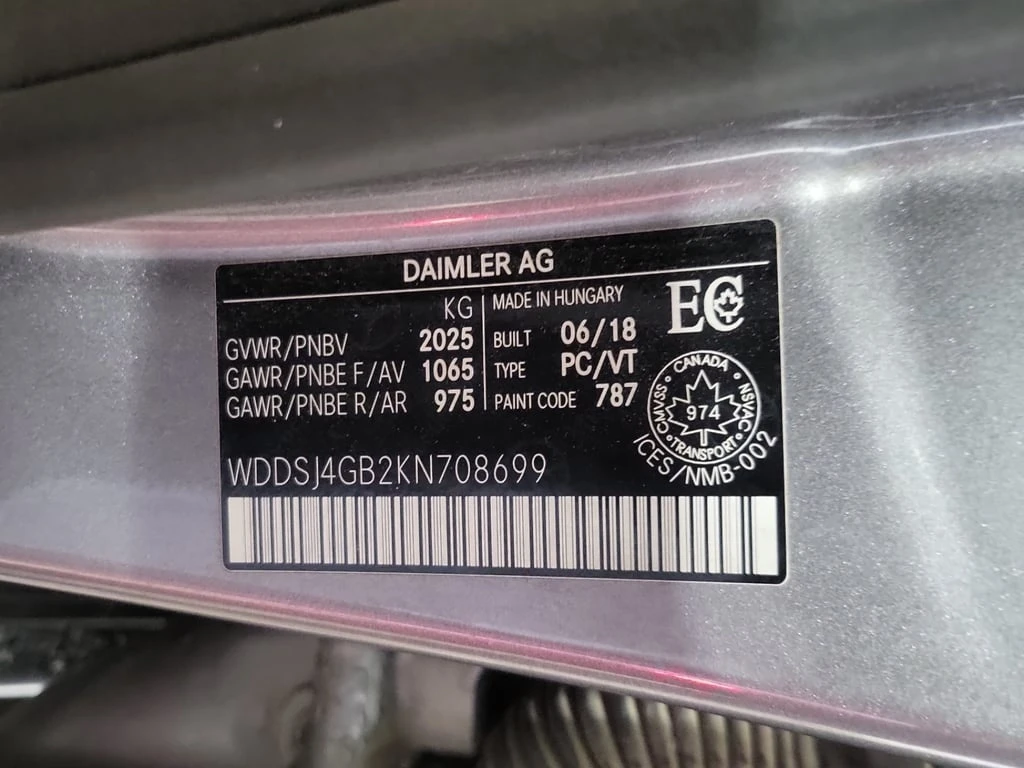 DAIMLER AG
KG
GVWR/PNBV 2025
GAWR/PNBE F/AV 1065
GAWR/PNBE R/AR 975
MADE IN HUNGARY
BUILT 06/18
TYPE PC/VT
PAINT CODE 787
EC
CANADA
CMVSS NSVAC
974
TRANSPORT
ICES/NMB-002
WDDSJ4GB2KN708699